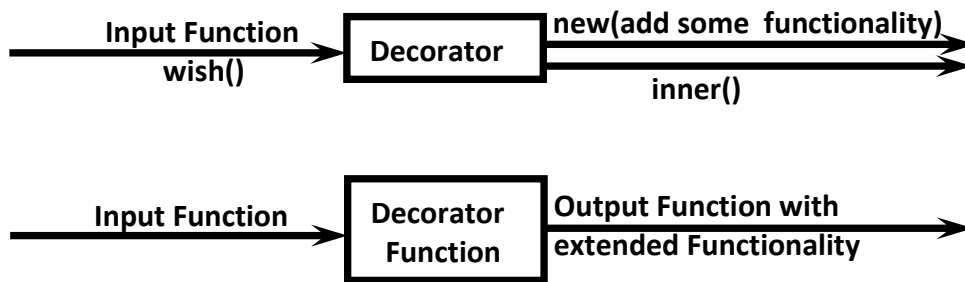 Input Function
wish()
Decorator
new(add some functionality)
inner()
Input Function
Decorator
Function
Output Function with
extended Functionality